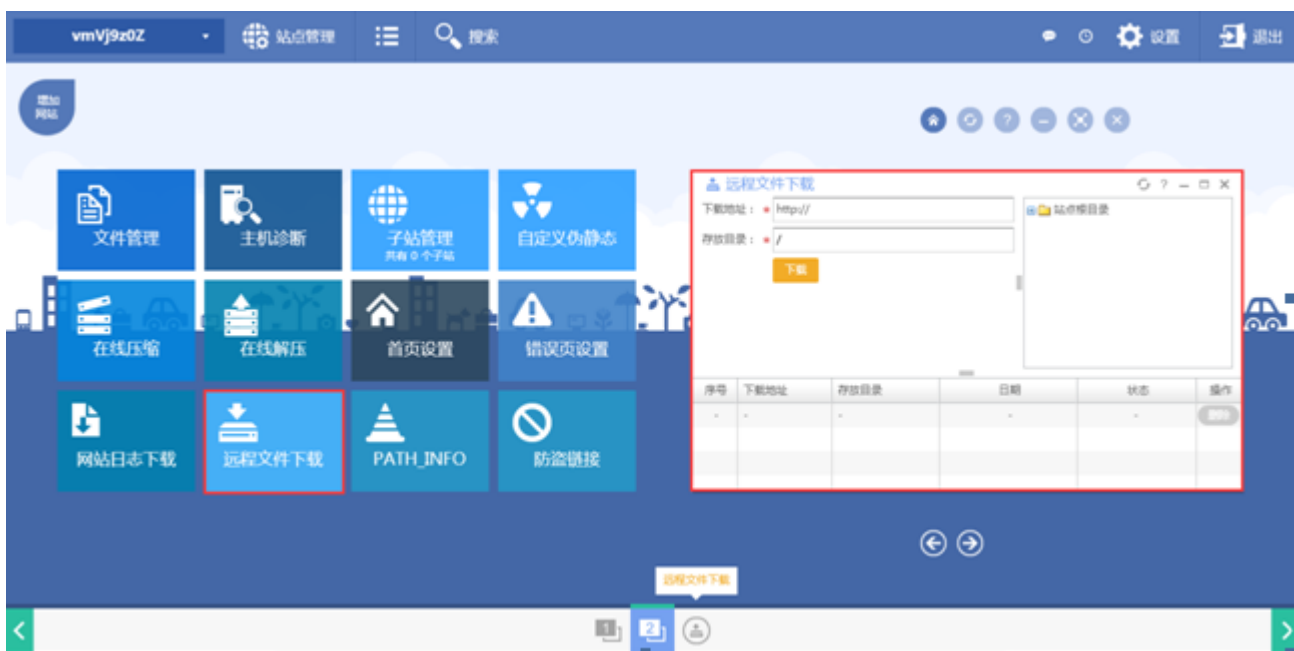 vmVj9z0Z
站点管理
搜索
设置
退出
增加
网站
远程文件下载
下载地址： * http://
站点根目录
存放目录： * /
下载
文件管理
主机诊断
子站管理
共有 0 个子站
自定义伪静态
在线压缩
在线解压
首页设置
错误页设置
序号 下载地址 存放目录 日期 状态 操作
- - - - - 删除
网站日志下载
远程文件下载
PATH_INFO
防盗链接
远程文件下载
1
2